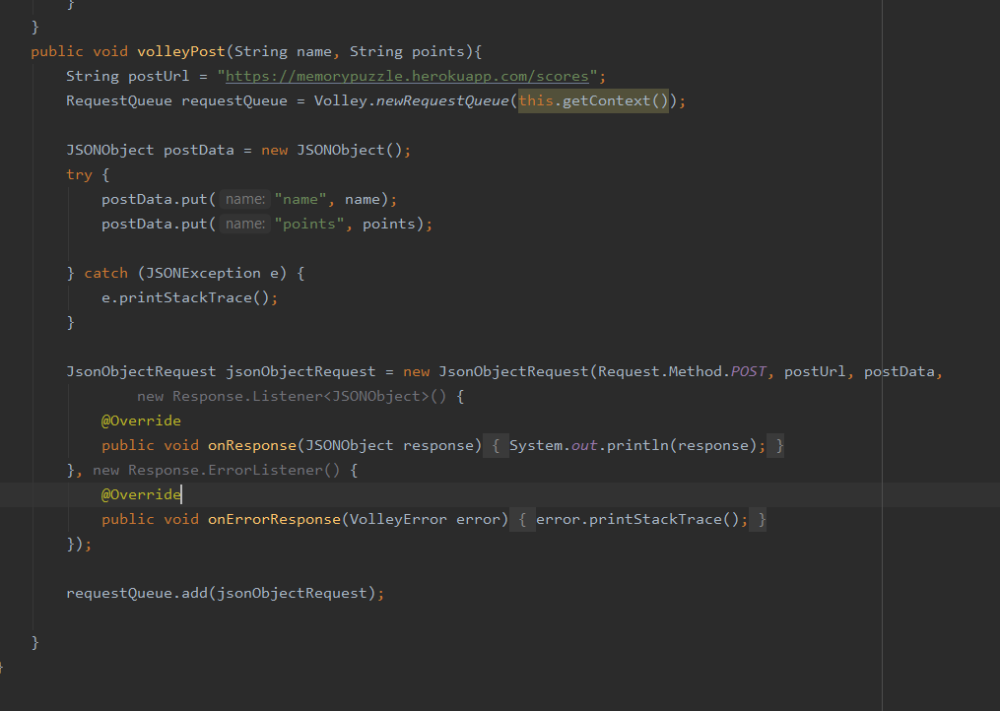 }
}
public void volleyPost(String name, String points){
String postUrl = "https://memorypuzzle.herokuapp.com/scores";
RequestQueue requestQueue = Volley.newRequestQueue(this.getContext());
JSONObject postData = new JSONObject();
try {
postData.put( name: "name", name);
postData.put( name: "points", points);
} catch (JSONException e) {
e.printStackTrace();
}
JsonObjectRequest jsonObjectRequest = new JsonObjectRequest(Request.Method.POST, postUrl, postData,
new Response.Listener<JSONObject>() {
@Override
public void onResponse(JSONObject response) { System.out.println(response); }
}, new Response.ErrorListener() {
@Override
public void onErrorResponse(VolleyError error) { error.printStackTrace(); }
});
requestQueue.add(jsonObjectRequest);
}
}